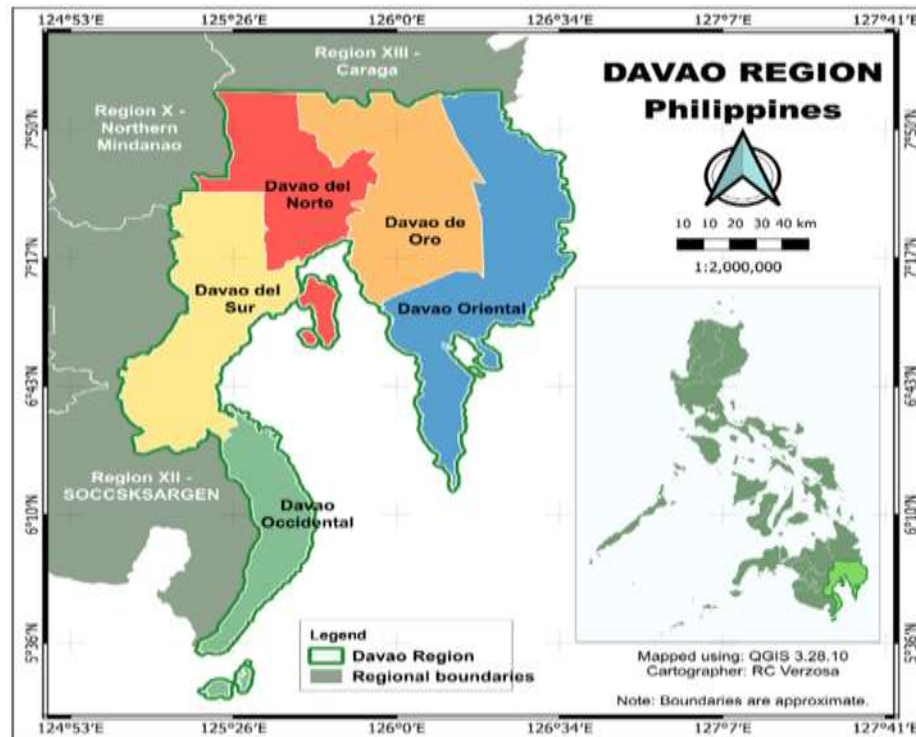 124°53'E 125°26'E 126°0'E 126°34'E 127°7'E 127°41'E
DAVAO REGION
Philippines
Region XIII -
Caraga
Region X -
Northern
Mindanao
7°50'N 7°50'N
Davao del
Norte
Davao de
Oro
10 10 20 30 40 km
1:2,000,000
7°17'N 7°17'N
Davao del
Sur
Davao Oriental
6°43'N 6°43'N
Region XII -
SOCCSKSARGEN
Davao
Occidental
6°10'N 6°10'N
5°36'N 5°36'N
Legend
Davao Region
Regional boundaries
Mapped using: QGIS 3.28.10
Cartographer: RC Verzosa
Note: Boundaries are approximate.
124°53'E 125°26'E 126°0'E 126°34'E 127°7'E 127°41'E